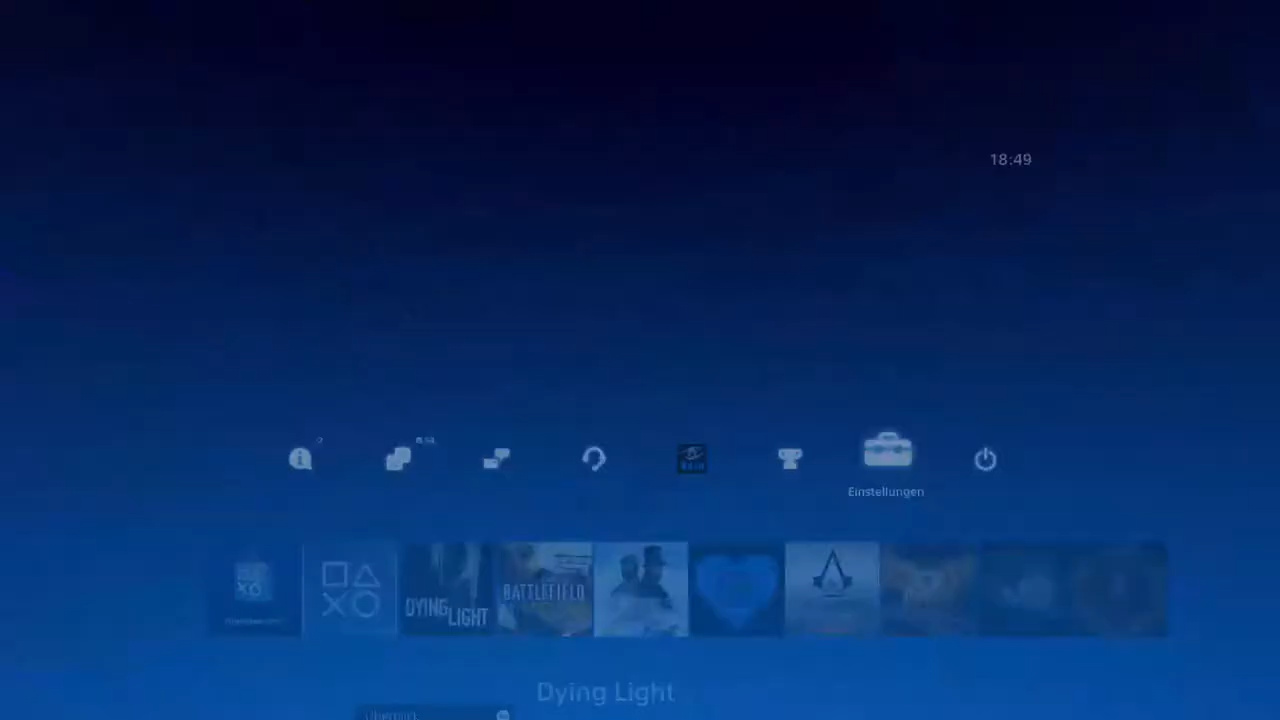 18:49
Einstellungen
DYING LIGHT
BATTLEFIELD
Dying Light